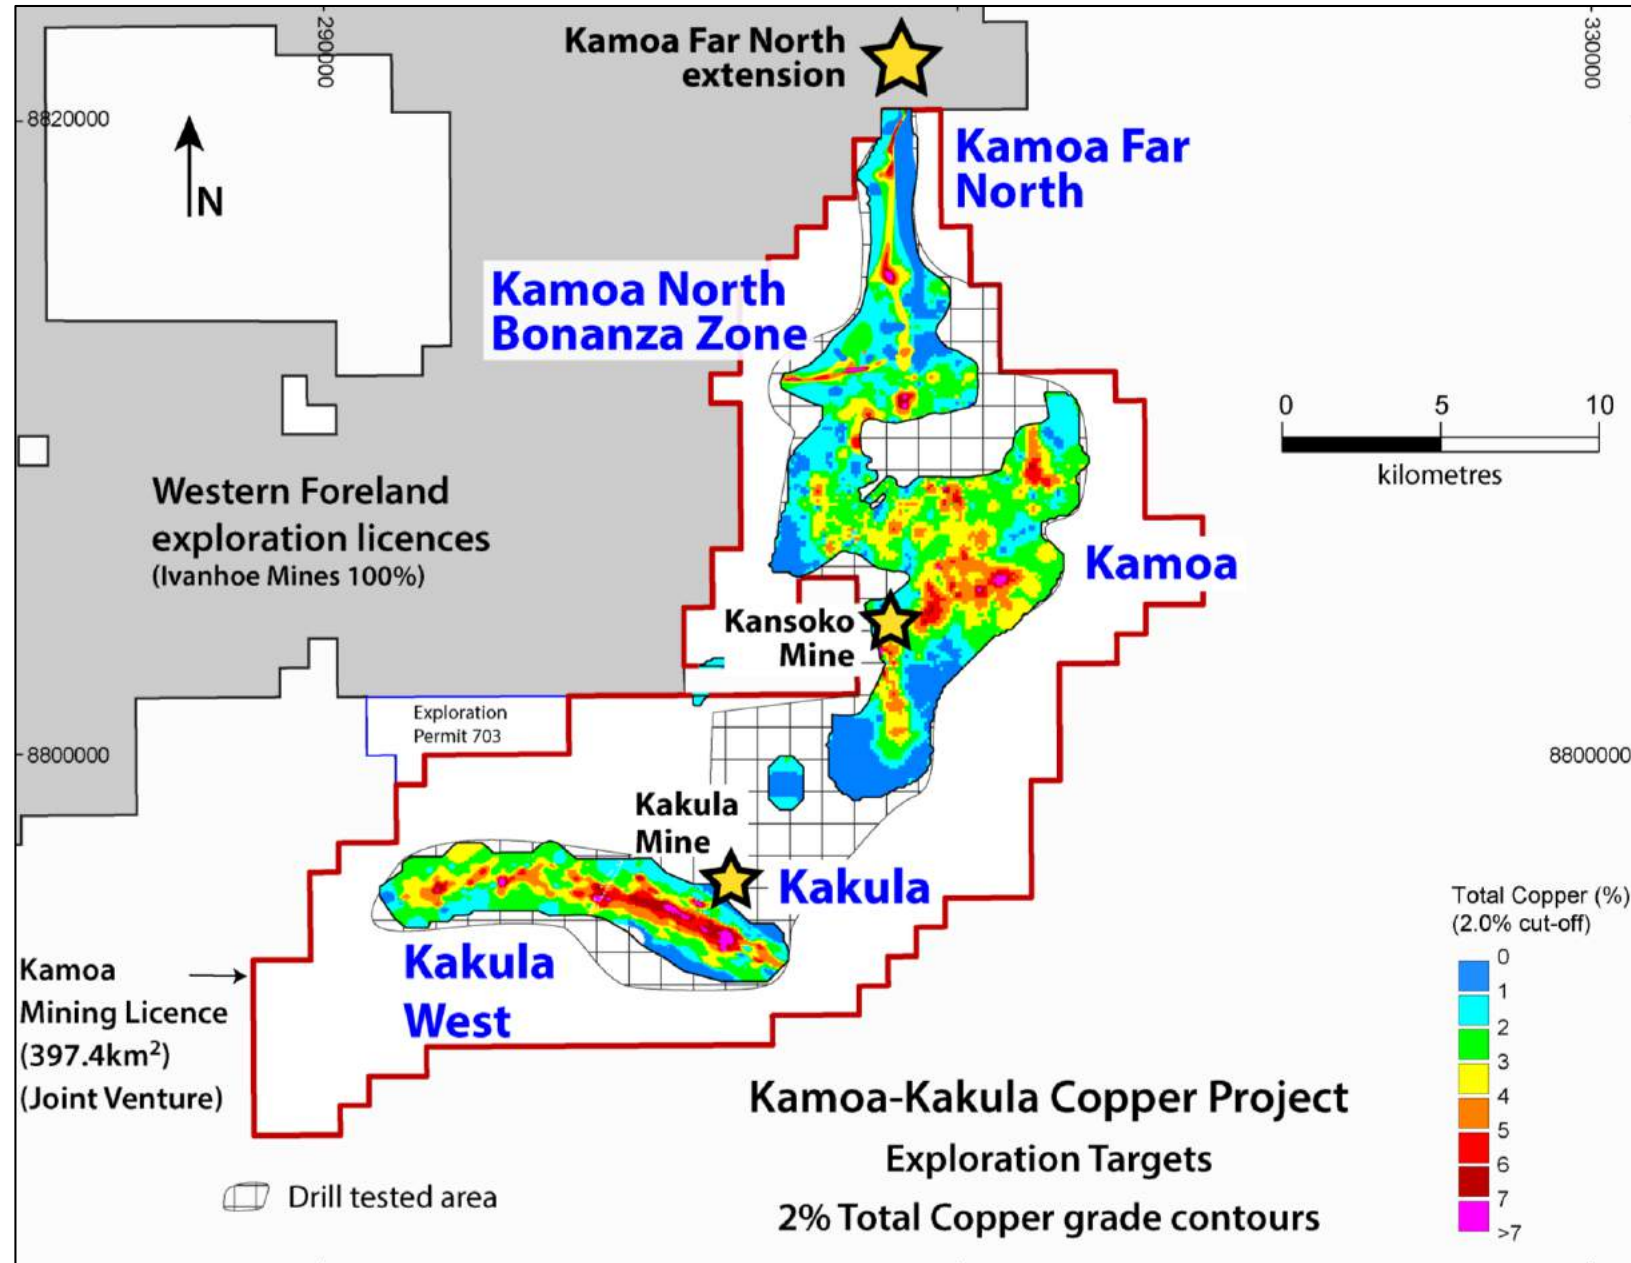 290000
330000
Kamoa Far North
extension
8820000
N
Kamoa Far
North
Kamoa North
Bonanza Zone
0 5 10
kilometres
Western Foreland
exploration licences
(Ivanhoe Mines 100%)
Kamoa
Kansoko
Mine
Exploration
Permit 703
8800000
8800000
Kakula
Mine
Kakula
Kakula
West
Kamoa
Mining Licence
(397.4km²)
(Joint Venture)
Total Copper (%)
(2.0% cut-off)
0
1
2
3
4
5
6
7
>7
Kamoa-Kakula Copper Project
Exploration Targets
2% Total Copper grade contours
Drill tested area